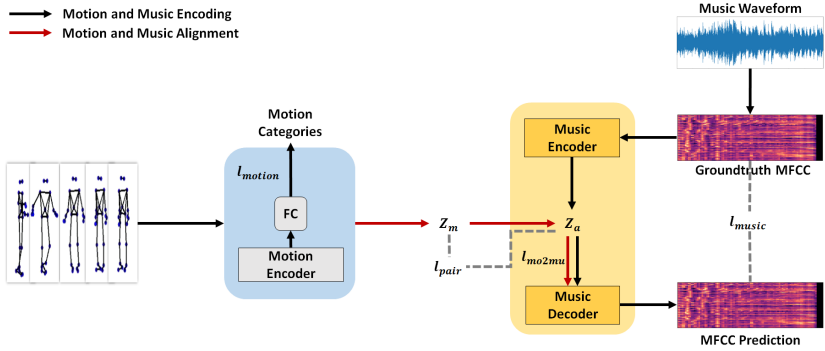 Motion and Music Encoding
Motion and Music Alignment
Music Waveform
Motion
Categories
l_motion
FC
Motion
Encoder
Z_m
l_pair
Music
Encoder
Z_a
l_mo2mu
Music
Decoder
Groundtruth MFCC
l_music
MFCC Prediction